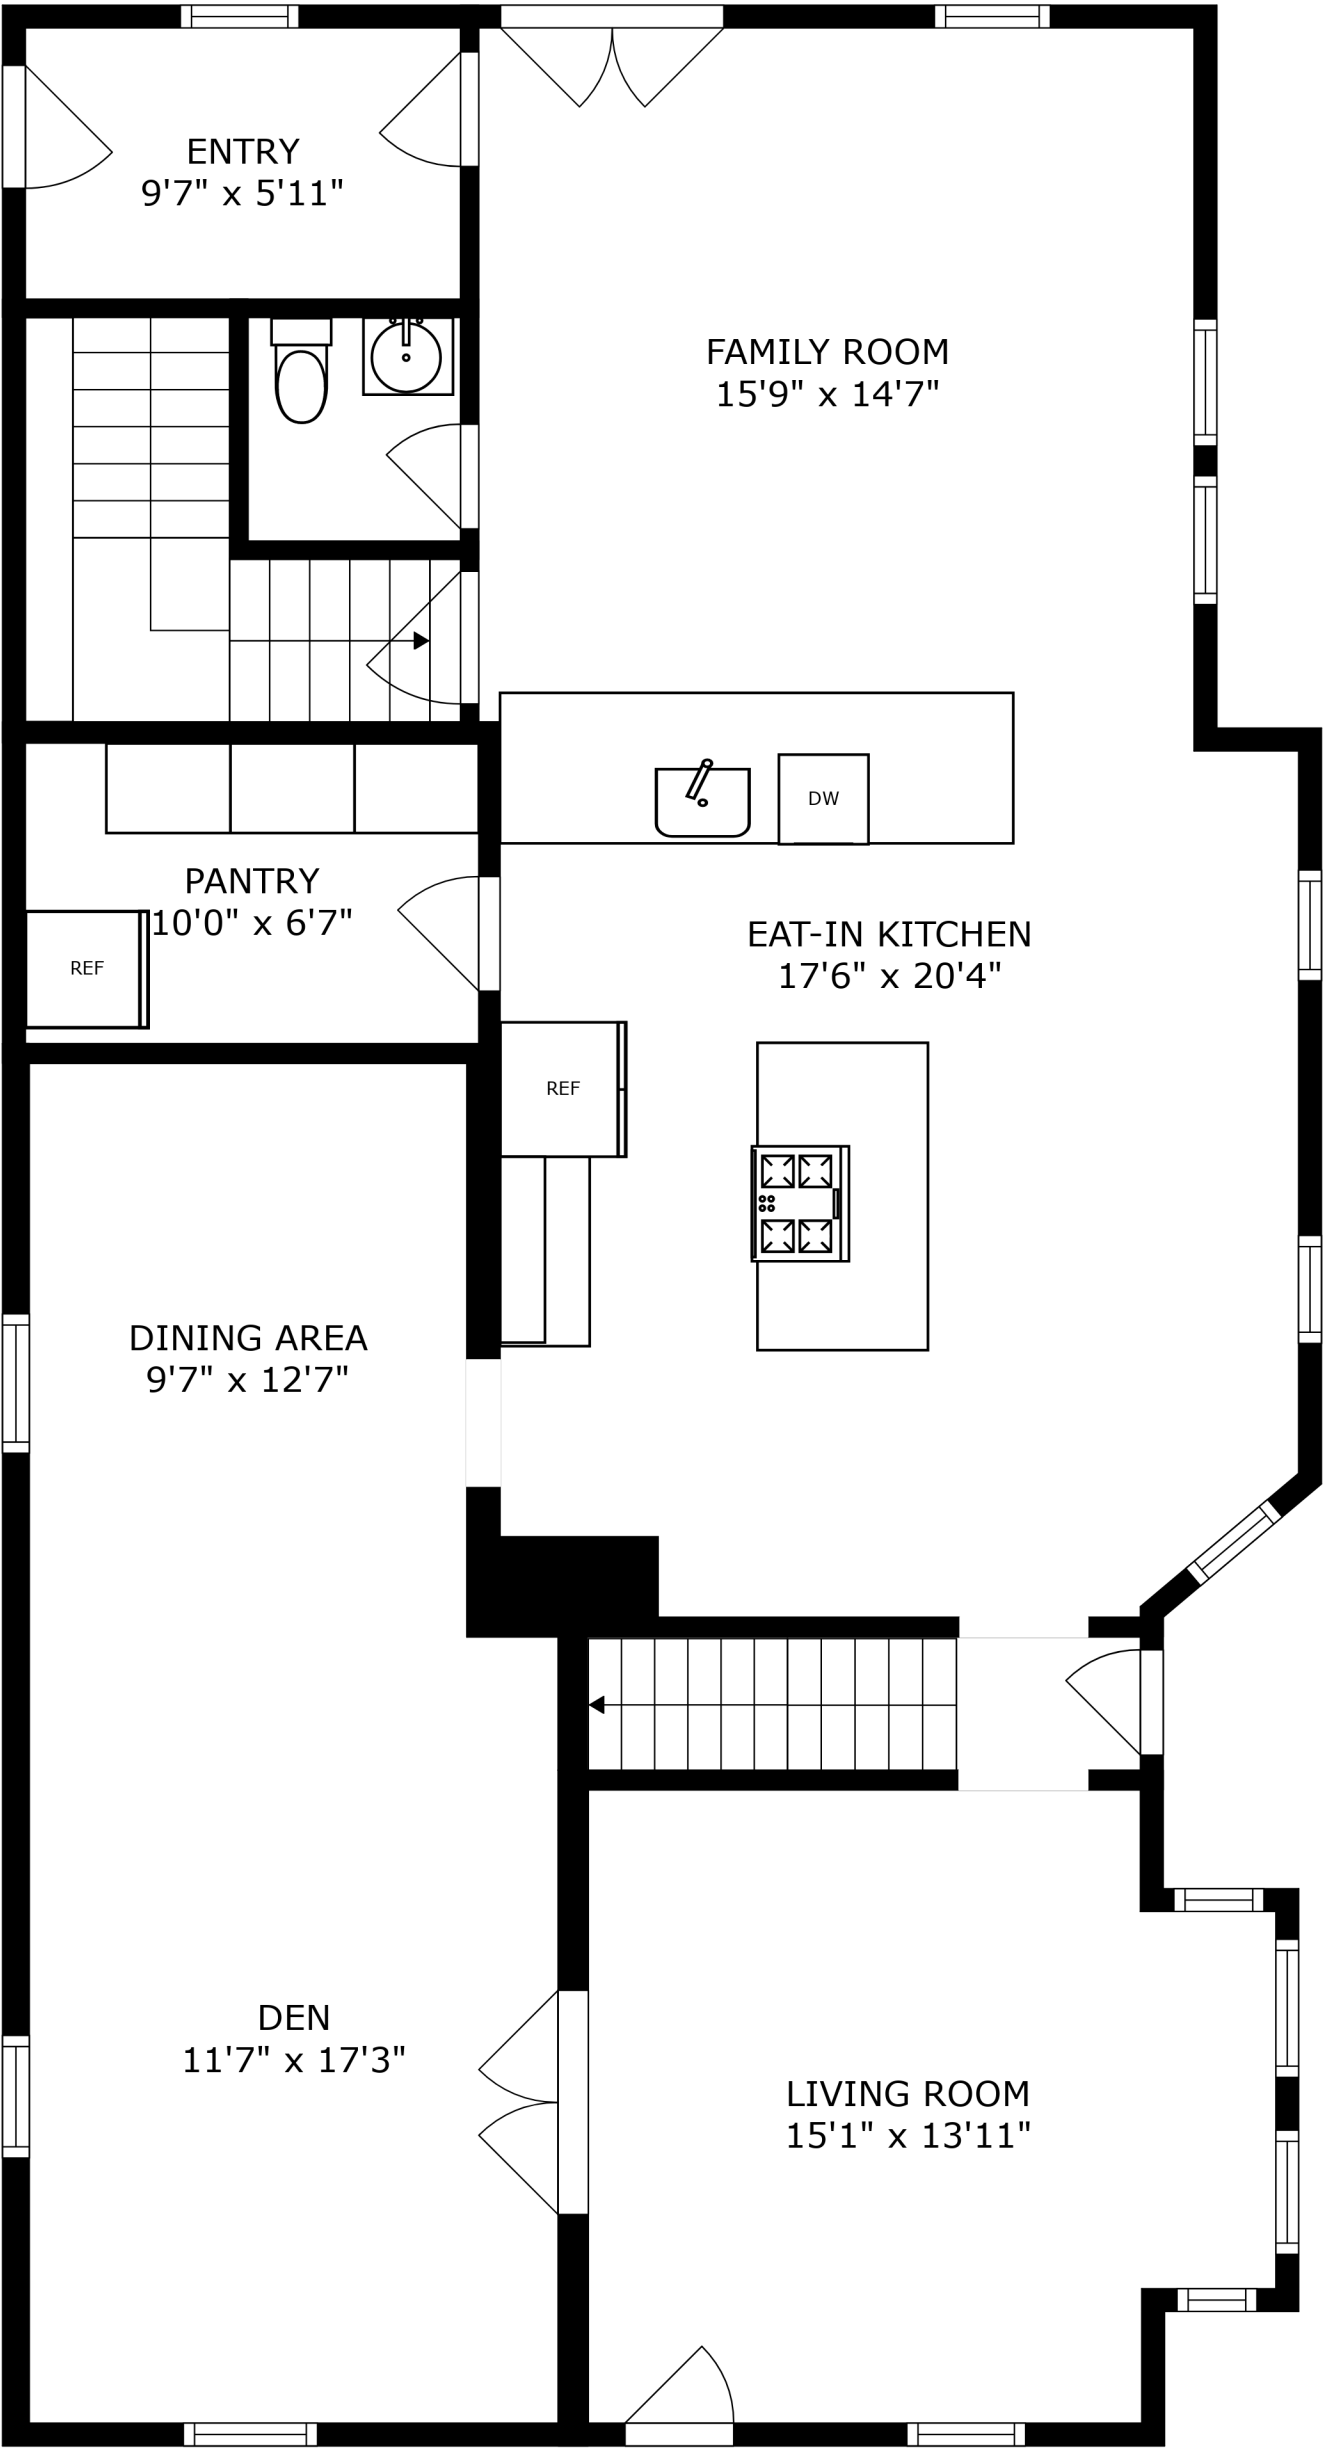 ENTRY
9'7" x 5'11"
FAMILY ROOM
15'9" x 14'7"
DW
PANTRY
10'0" x 6'7"
REF
EAT-IN KITCHEN
17'6" x 20'4"
REF
DINING AREA
9'7" x 12'7"
DEN
11'7" x 17'3"
LIVING ROOM
15'1" x 13'11"